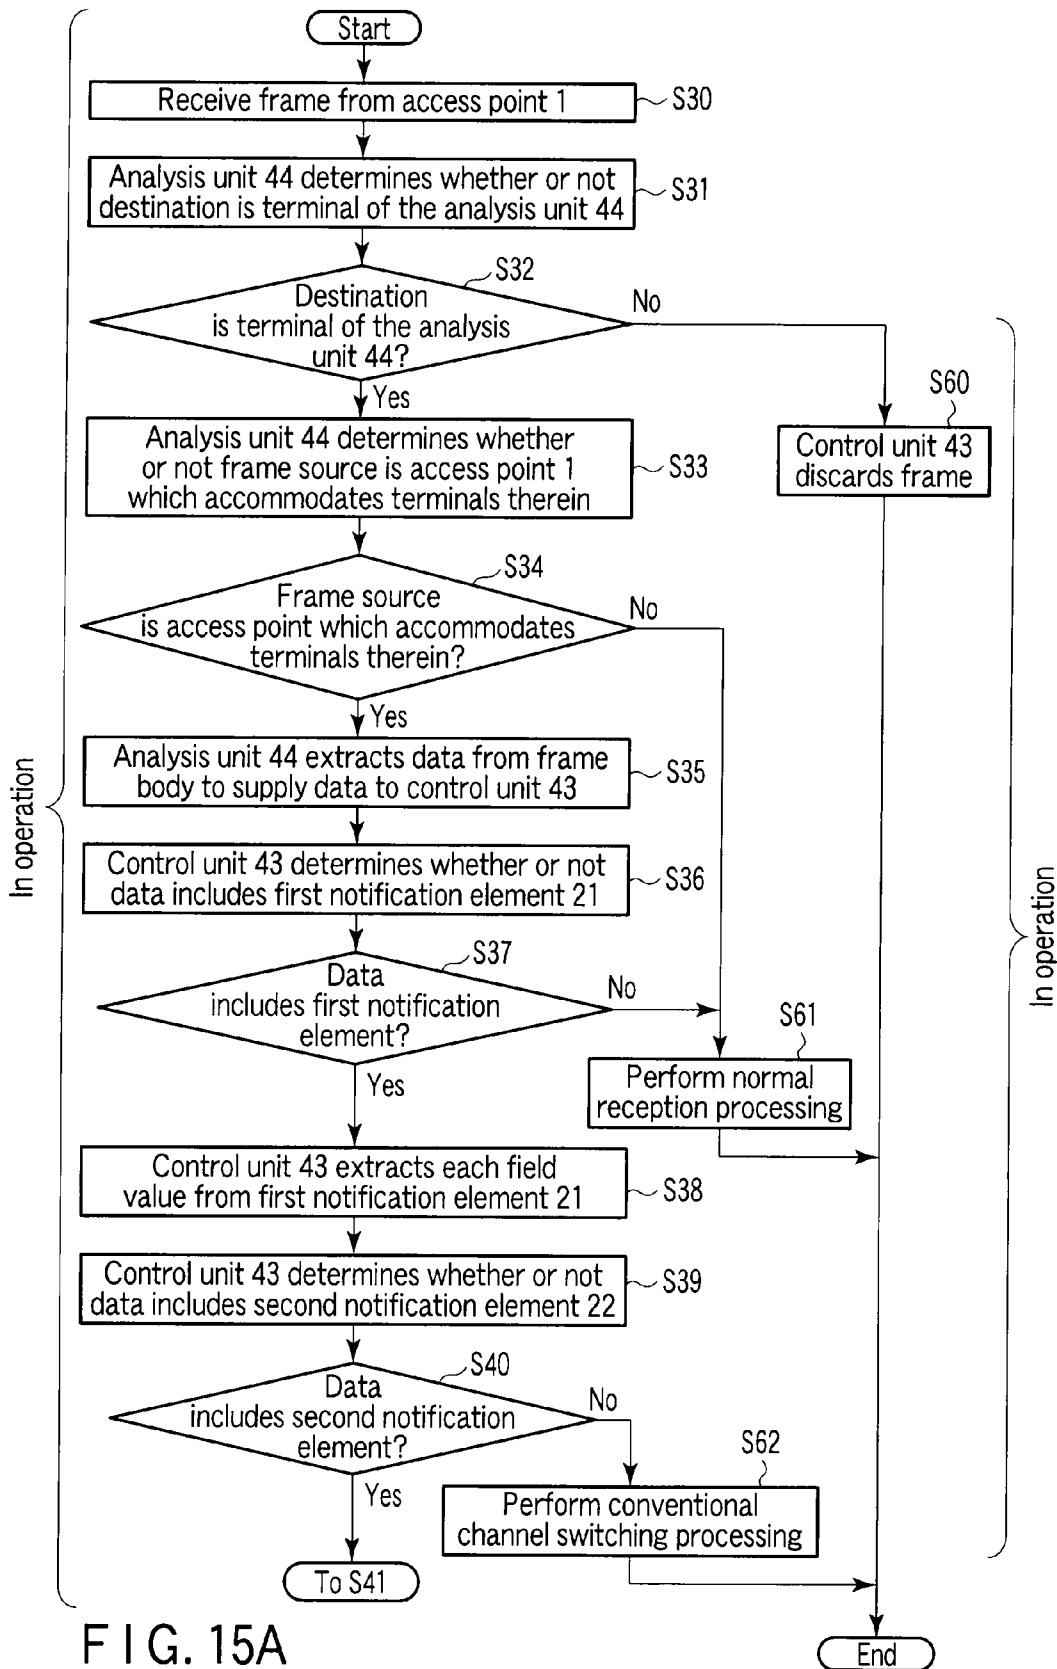 Start
Receive frame from access point 1
S30
Analysis unit 44 determines whether or not
destination is terminal of the analysis unit 44
S31
S32
Destination
is terminal of the analysis
unit 44?
No
Yes
S60
Control unit 43
discards frame
Analysis unit 44 determines whether
or not frame source is access point 1
which accommodates terminals therein
S33
S34
Frame source
is access point which accommodates
terminals therein?
No
Yes
Analysis unit 44 extracts data from frame
body to supply data to control unit 43
S35
In operation
Control unit 43 determines whether or not
data includes first notification element 21
S36
In operation
S37
Data
includes first notification
element?
No
Yes
S61
Perform normal
reception processing
Control unit 43 extracts each field
value from first notification element 21
S38
Control unit 43 determines whether or not
data includes second notification element 22
S39
S40
Data
includes second notification
element?
No
Yes
S62
Perform conventional
channel switching processing
To S41
FIG. 15A
End